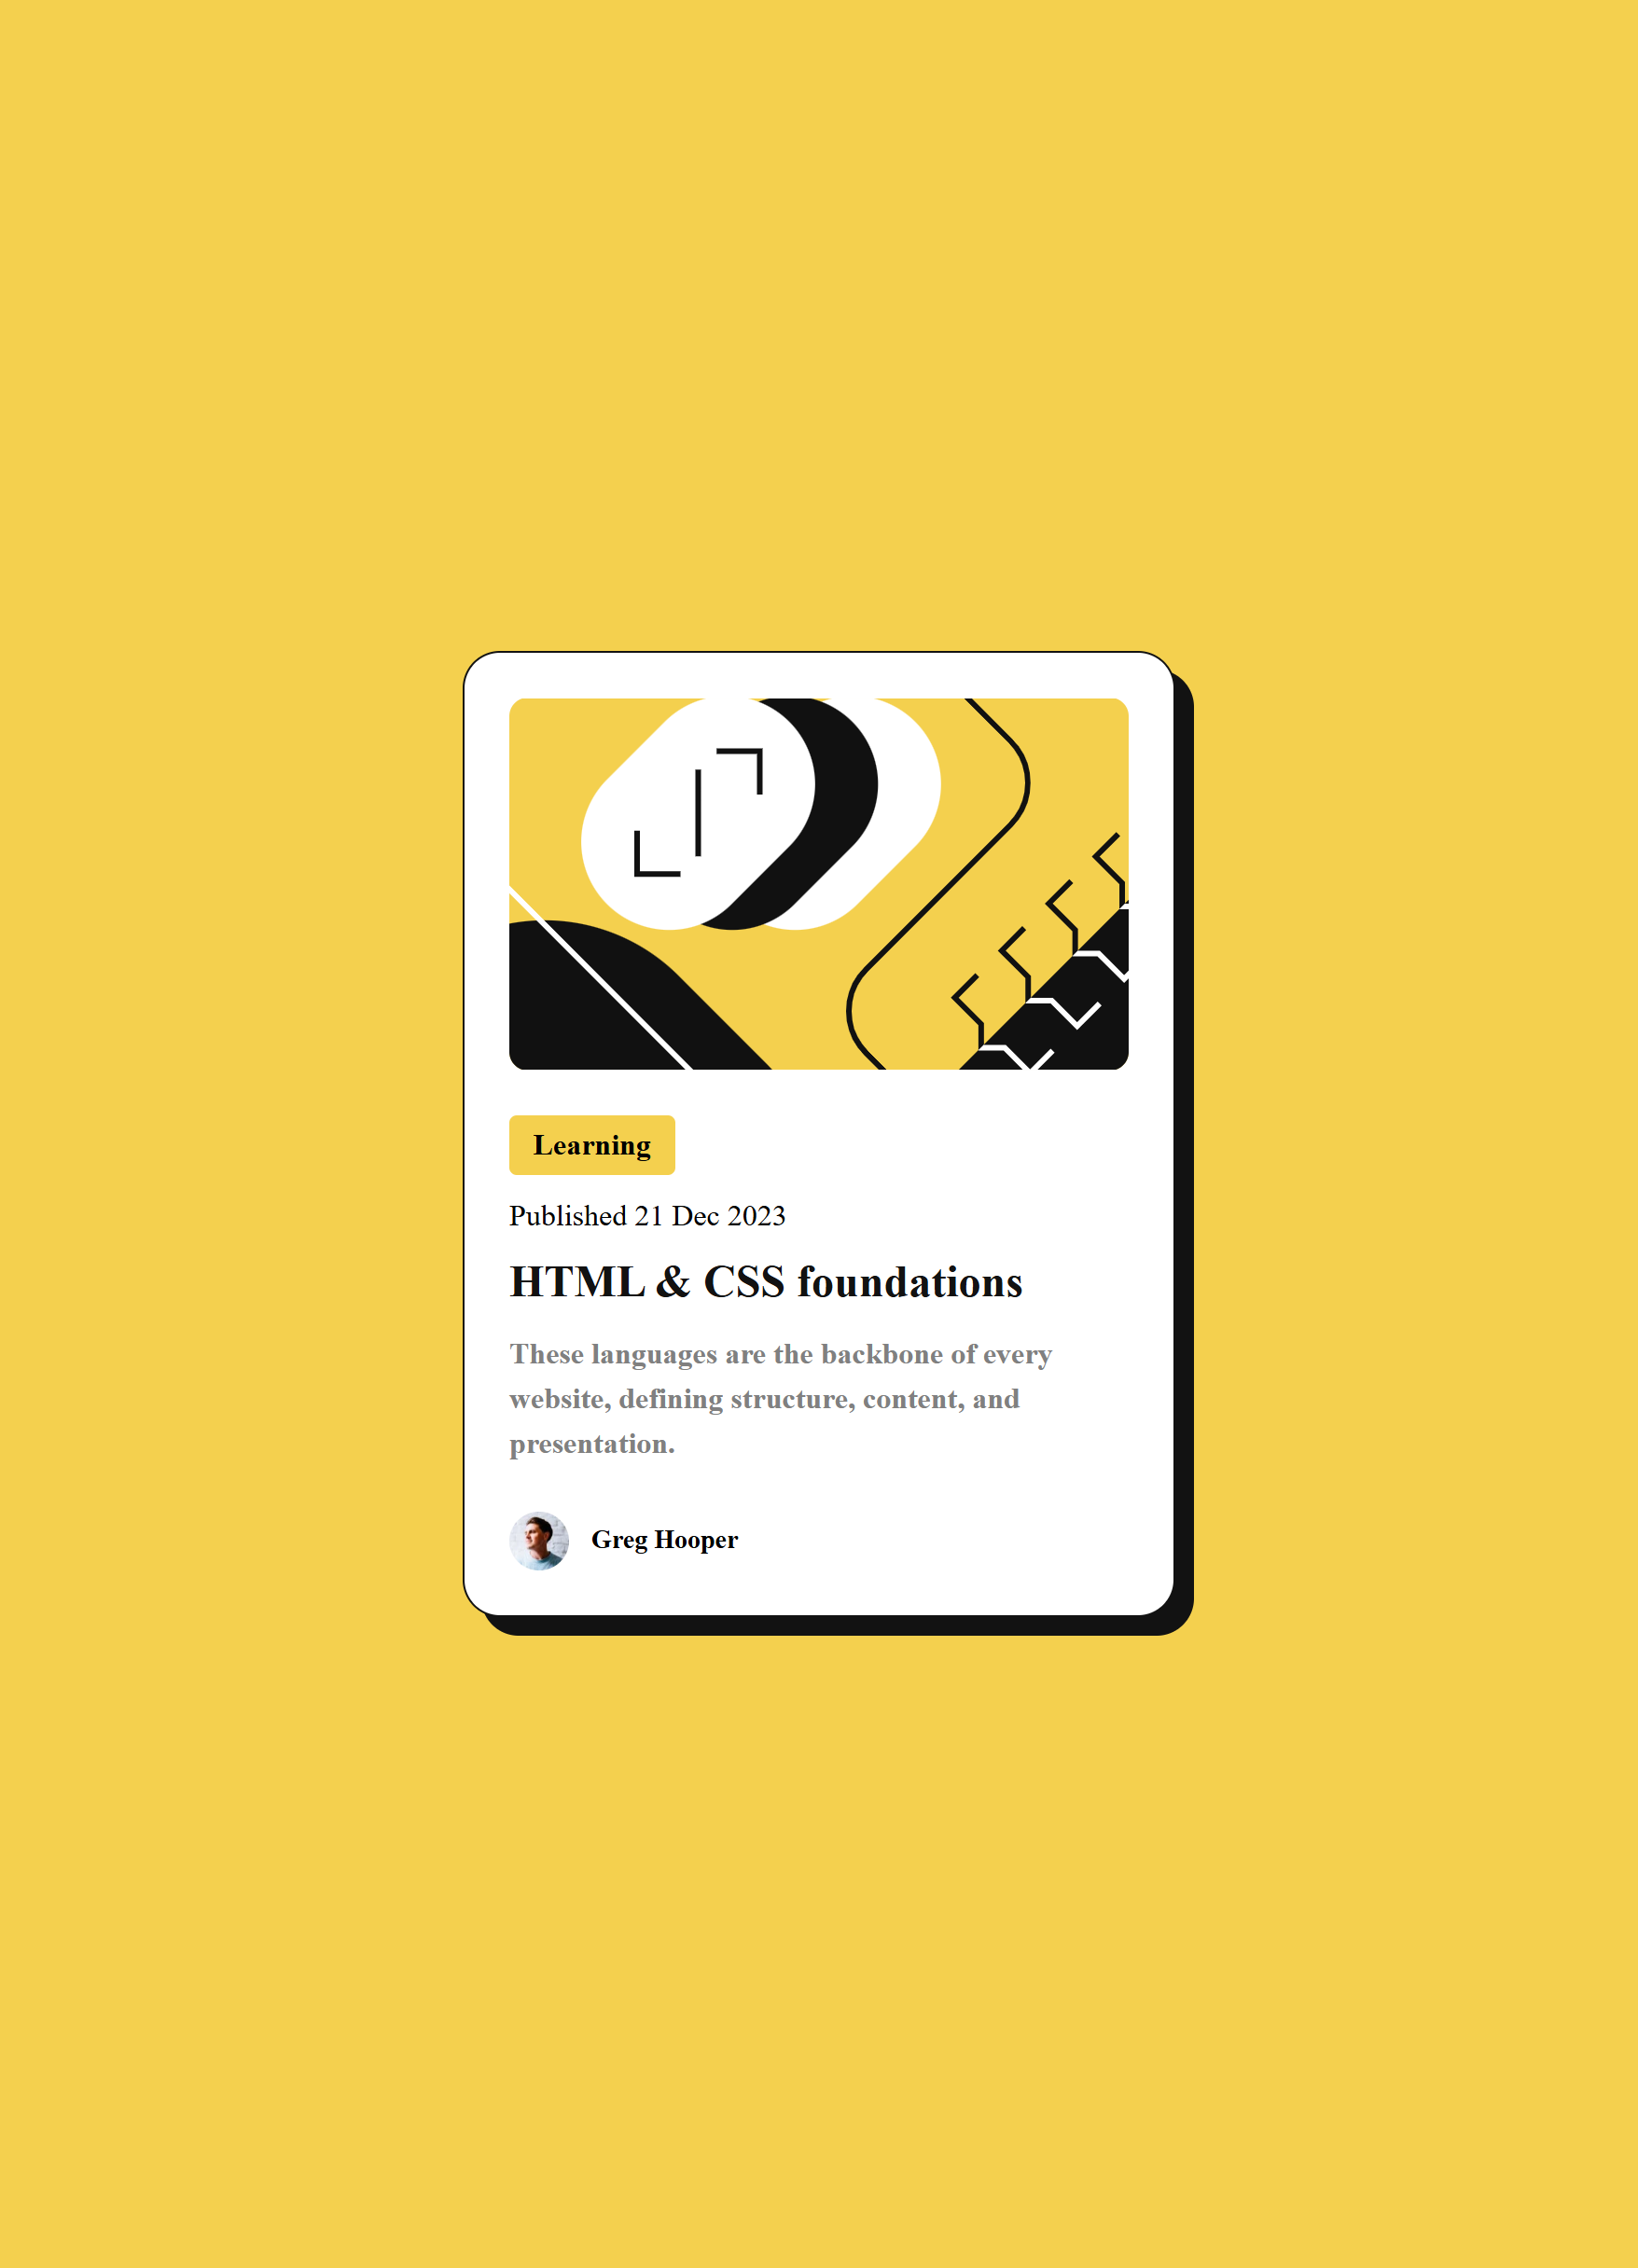 Learning
Published 21 Dec 2023
HTML & CSS foundations
These languages are the backbone of every
website, defining structure, content, and
presentation.
Greg Hooper